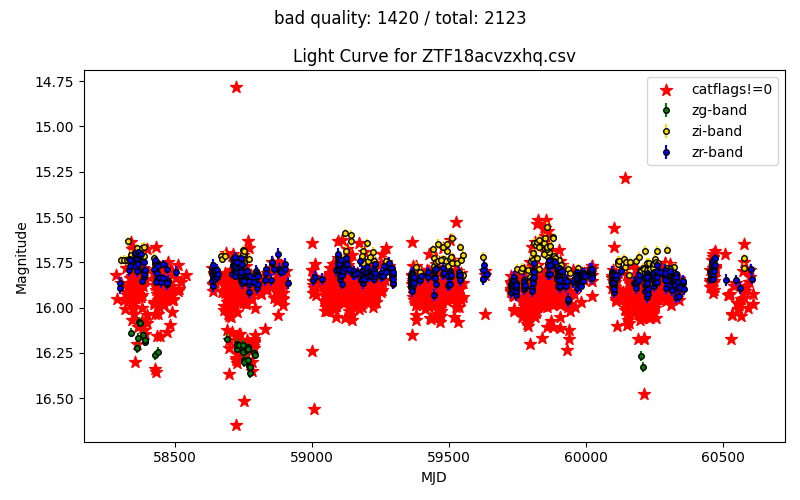 bad quality: 1420 / total: 2123
Light Curve for ZTF18acvzxhq.csv
catflags!=0
zg-band
zi-band
zr-band
14.75
15.00
15.25
15.50
15.75
16.00
16.25
16.50
Magnitude
58500
59000
59500
60000
60500
MJD